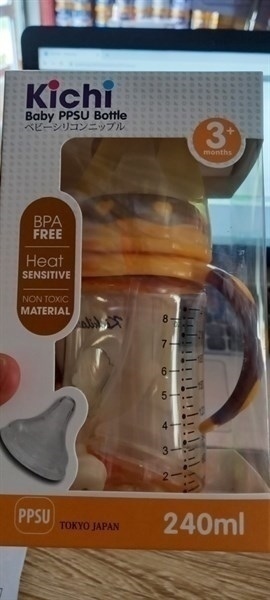 Kichi
Baby PPSU Bottle
ベビーシリコンニップル
3+
months
BPA
FREE
Heat
SENSITIVE
NON TOXIC
MATERIAL
8
7
6
5
4
3
2
PPSU
TOKYO JAPAN
240ml